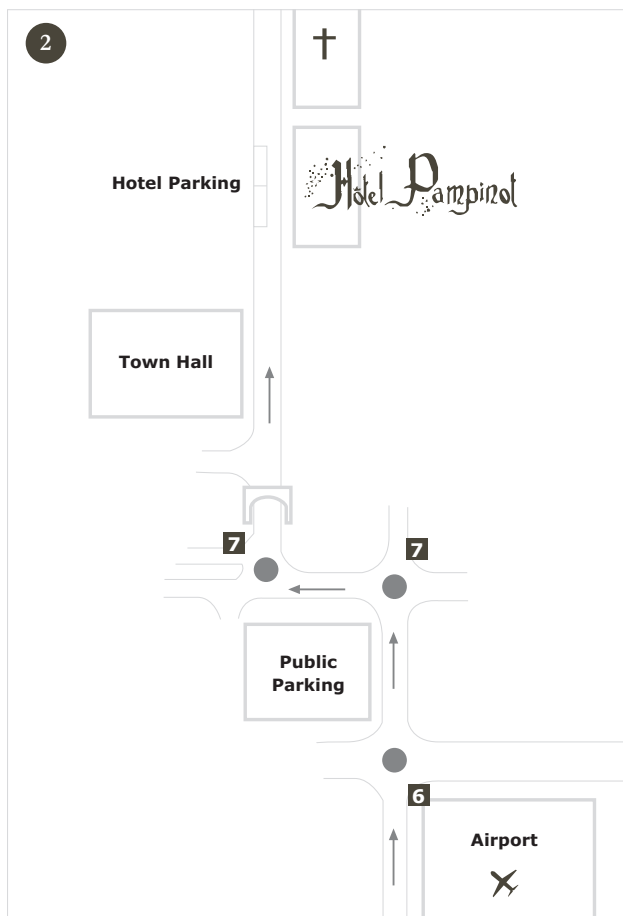 2
Hotel Parking
Hôtel Pampinot
Town Hall
7
7
Public
Parking
6
Airport